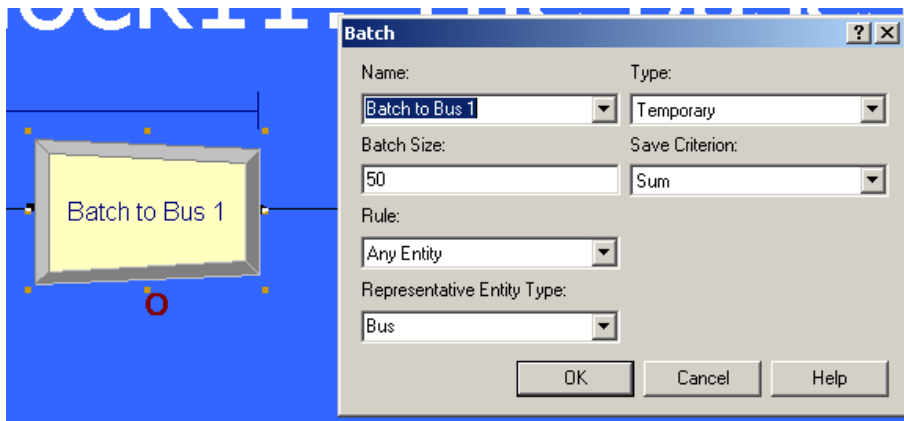 Batch
Name:
Type:
Batch to Bus 1
Temporary
Batch Size:
Save Criterion:
50
Sum
Rule:
Any Entity
Representative Entity Type:
Bus
OK
Cancel
Help
Batch to Bus 1
0